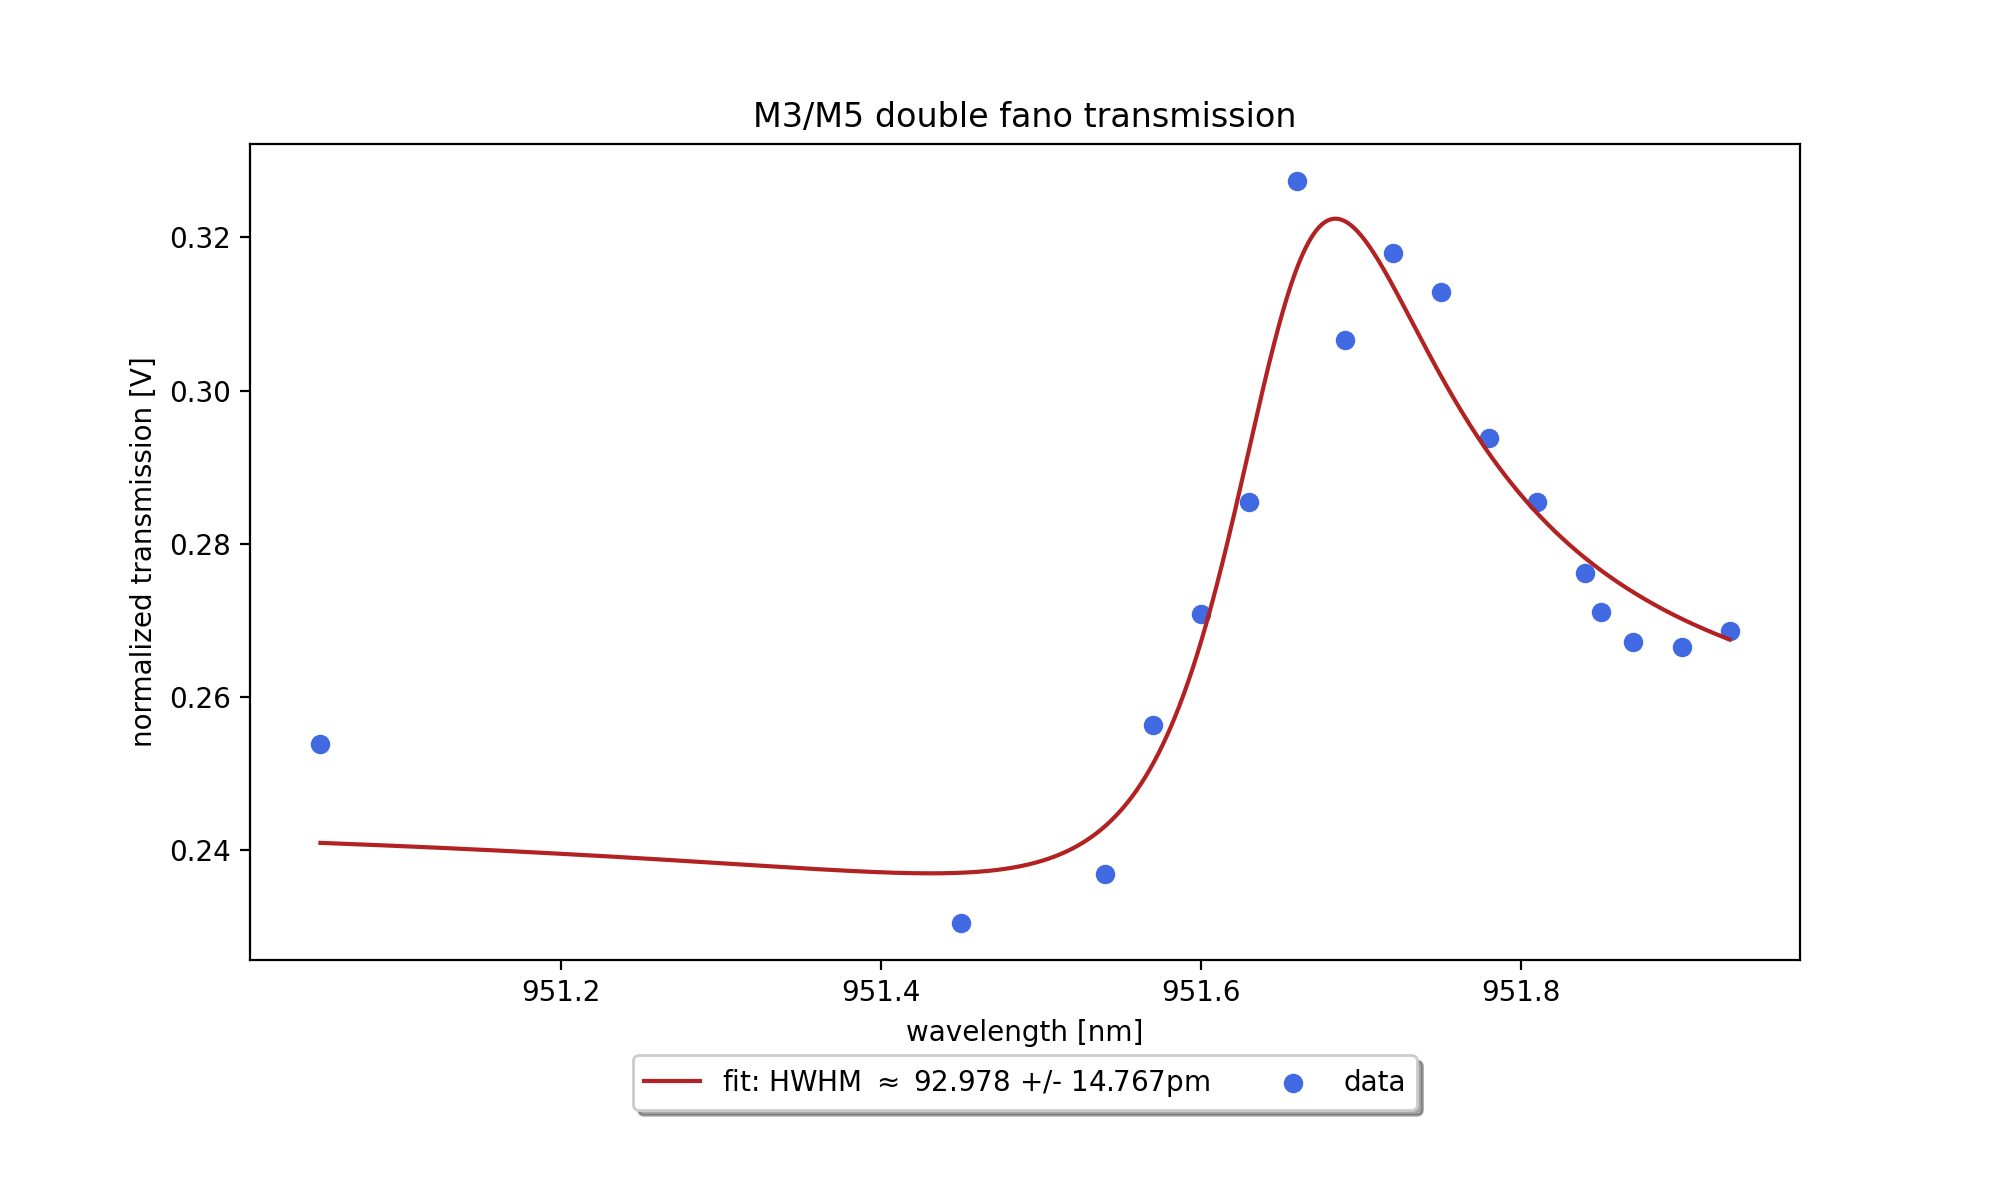 M3/M5 double fano transmission
normalized transmission [V]
0.32
0.30
0.28
0.26
0.24
951.2 951.4 951.6 951.8
wavelength [nm]
fit: HWHM ≈ 92.978 +/- 14.767pm data